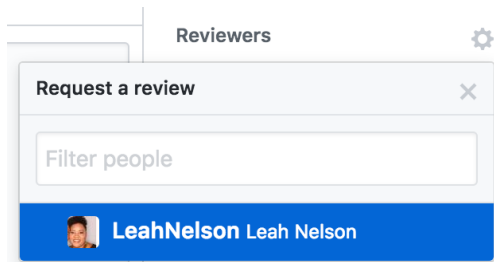 Reviewers
Request a review
Filter people
LeahNelson Leah Nelson